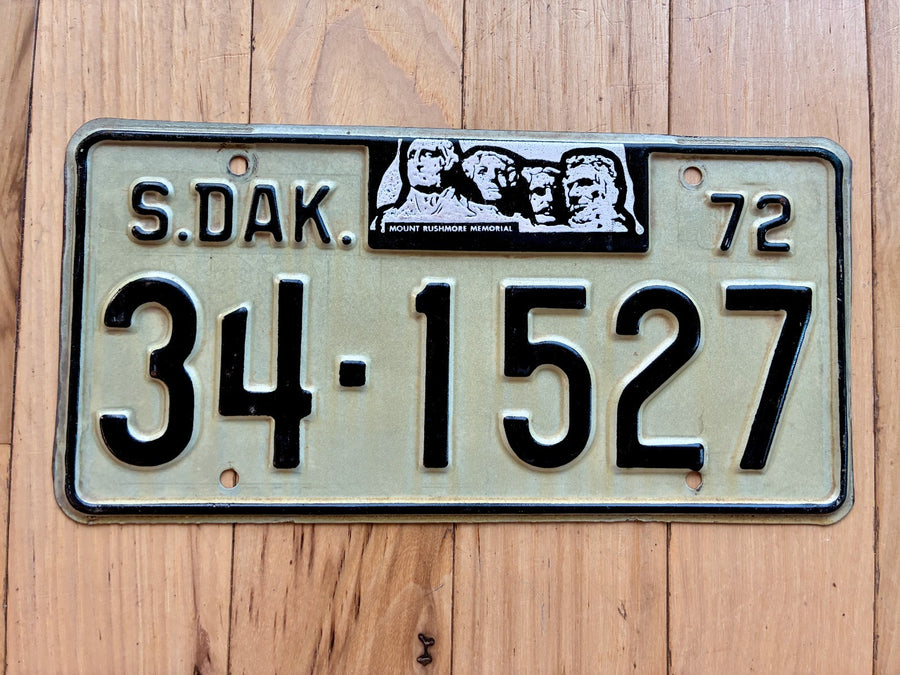 S.DAK.
MOUNT RUSHMORE MEMORIAL
72
34·1527